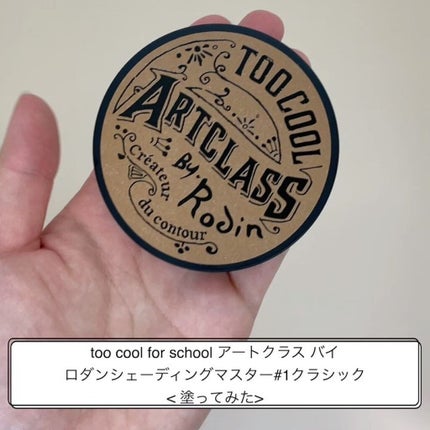 TOO COOL
ARTCLASS
By.
Rodin
Créateur
du contour
too cool for school アートクラス バイ
ロダンシェーディングマスター#1クラシック
< 塗ってみた>